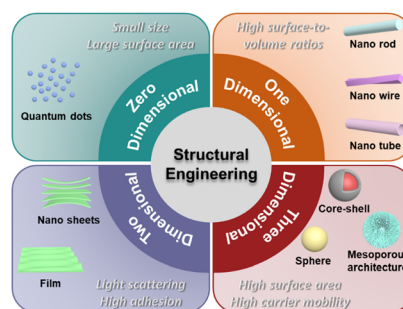 Small size
Large surface area
Quantum dots
Zero
Dimensional
High surface-to-
volume ratios
Nano rod
Nano wire
Nano tube
One
Dimensional
Structural
Engineering
Nano sheets
Film
Two
Dimensional
Light scattering
High adhesion
Three
Dimensional
Core-shell
Sphere
Mesoporous
architecture
High surface area
High carrier mobility